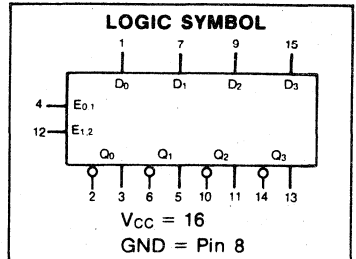 LOGIC SYMBOL
1 7 9 15
D0 D1 D2 D3
4 E0,1
12 E1,2
Q0 Q1 Q2 Q3
2 3 6 5 10 11 14 13
VCC = 16
GND = Pin 8